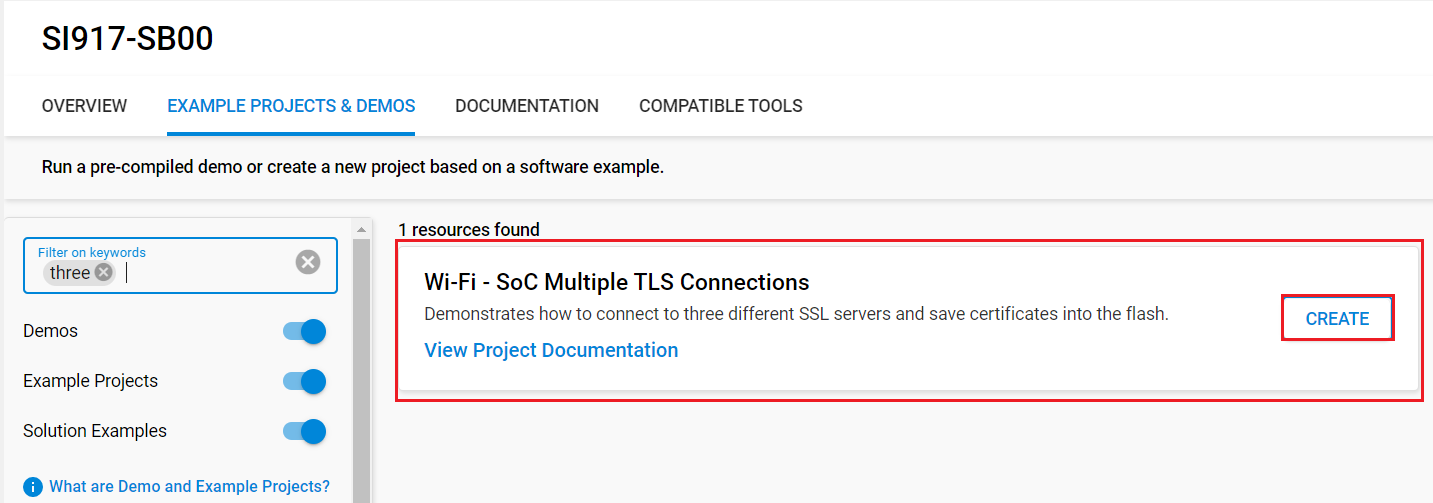 SI917-SB00
OVERVIEW EXAMPLE PROJECTS & DEMOS DOCUMENTATION COMPATIBLE TOOLS
Run a pre-compiled demo or create a new project based on a software example.
Filter on keywords
three
Demos
Example Projects
Solution Examples
What are Demo and Example Projects?
1 resources found
Wi-Fi - SoC Multiple TLS Connections
Demonstrates how to connect to three different SSL servers and save certificates into the flash.
View Project Documentation
CREATE